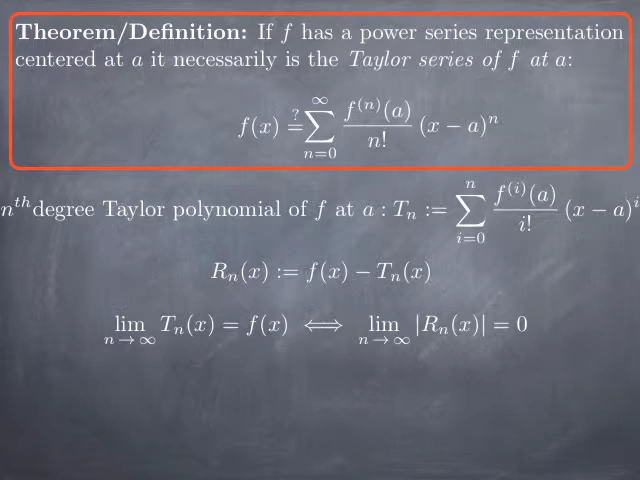 Theorem/Definition: If f has a power series representation
centered at a it necessarily is the Taylor series of f at a:
f(x) ≟ ∑_{n=0}^{∞} f^{(n)}(a)/n! (x − a)^n
n^{th}degree Taylor polynomial of f at a : T_n := ∑_{i=0}^{n} f^{(i)}(a)/i! (x − a)^i
R_n(x) := f(x) − T_n(x)
lim_{n→∞} T_n(x) = f(x) ⟺ lim_{n→∞} |R_n(x)| = 0